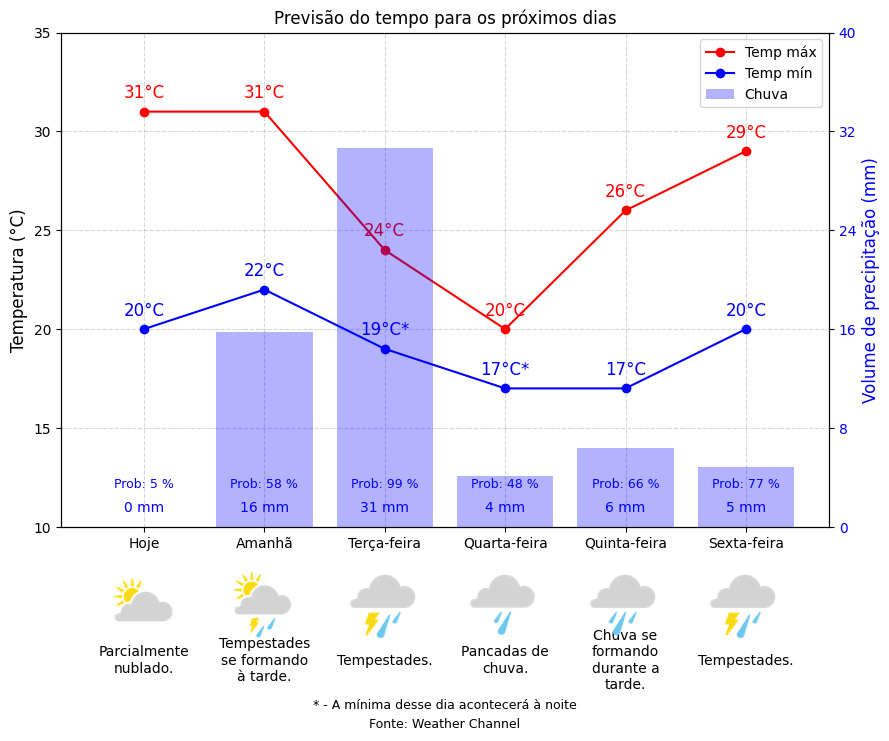 Previsão do tempo para os próximos dias
35
30
25
20
15
10
Temperatura (°C)
40
32
24
16
8
0
Volume de precipitação (mm)
Temp máx
Temp mín
Chuva
31°C
31°C
24°C
20°C
26°C
29°C
20°C
22°C
19°C*
17°C*
17°C
20°C
Prob: 5 %
Prob: 58 %
Prob: 99 %
Prob: 48 %
Prob: 66 %
Prob: 77 %
0 mm
16 mm
31 mm
4 mm
6 mm
5 mm
Hoje
Amanhã
Terça-feira
Quarta-feira
Quinta-feira
Sexta-feira
Parcialmente
nublado.
Tempestades
se formando
à tarde.
Tempestades.
Pancadas de
chuva.
Chuva se
formando
durante a
tarde.
Tempestades.
* - A mínima desse dia acontecerá à noite
Fonte: Weather Channel